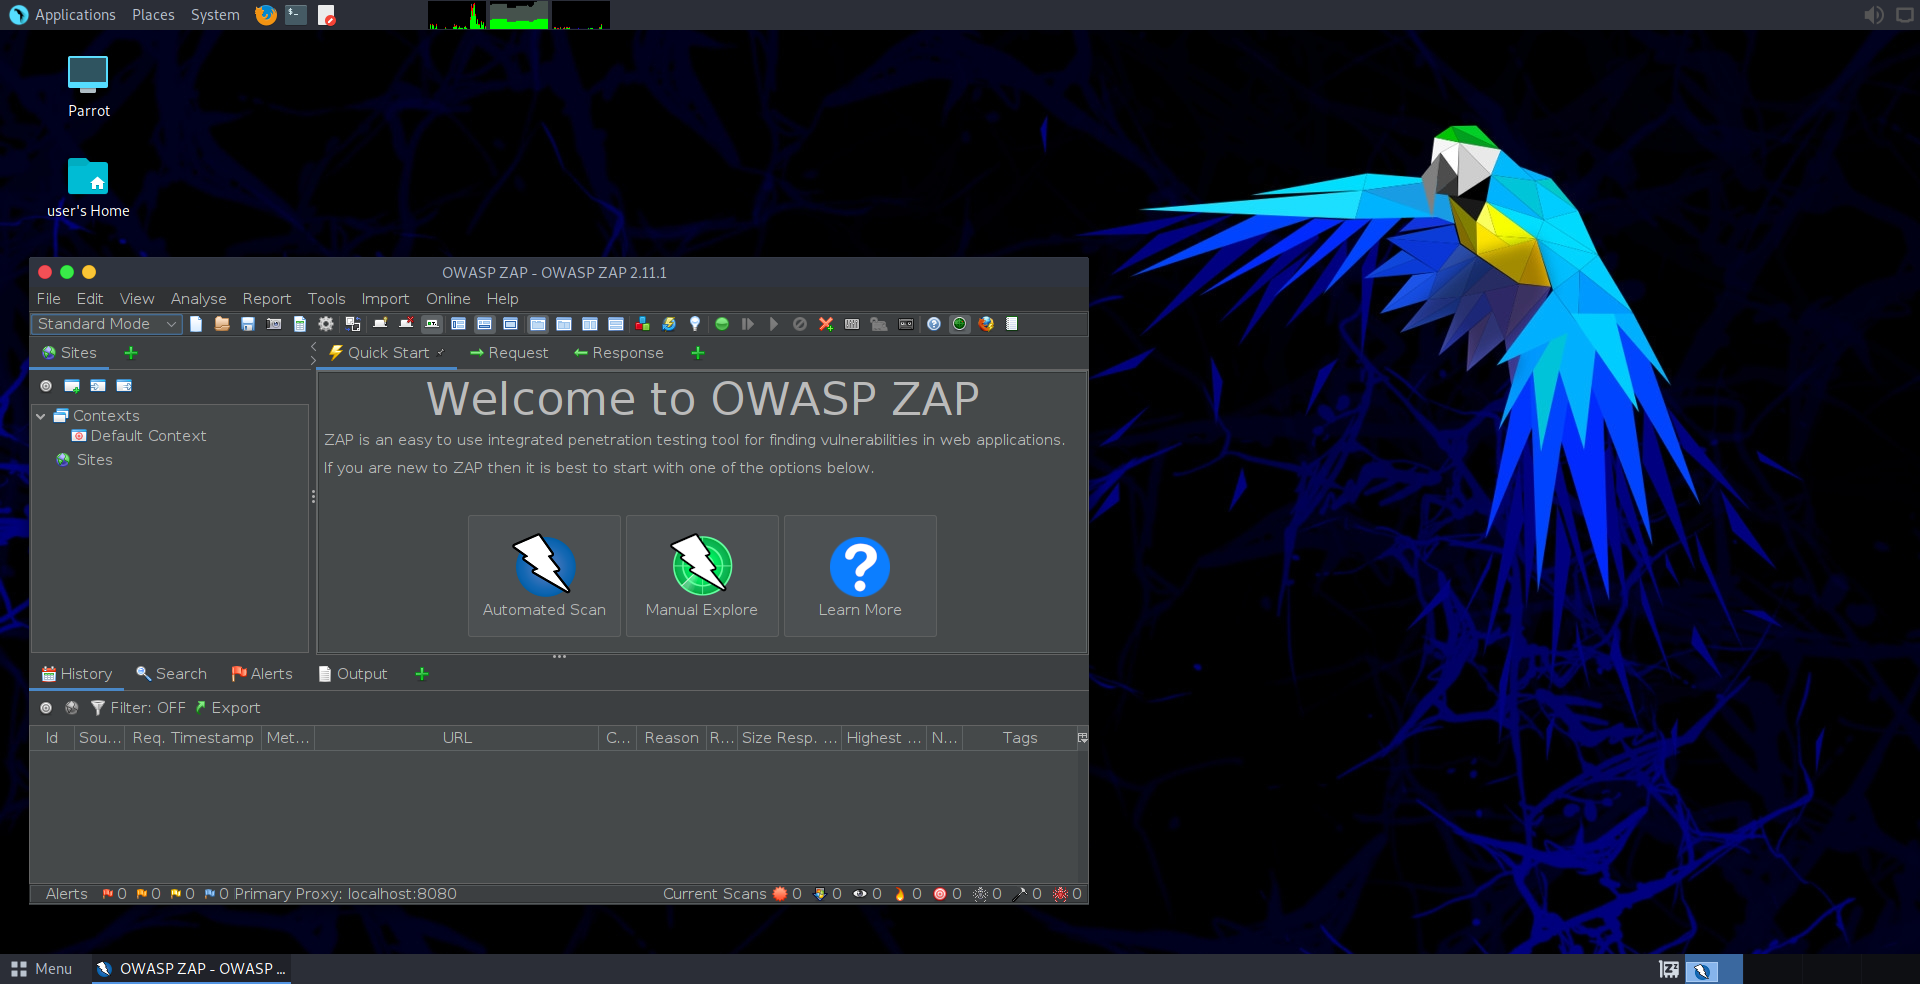 Applications Places System
Parrot
user's Home
OWASP ZAP - OWASP ZAP 2.11.1
File Edit View Analyse Report Tools Import Online Help
Standard Mode
Sites
Quick Start Request Response
Contexts
Default Context
Sites
Welcome to OWASP ZAP
ZAP is an easy to use integrated penetration testing tool for finding vulnerabilities in web applications.
If you are new to ZAP then it is best to start with one of the options below.
Automated Scan Manual Explore Learn More
History Search Alerts Output
Filter: OFF Export
Id Sou... Req. Timestamp Met... URL C... Reason R... Size Resp. ... Highest ... N... Tags
Alerts 0 0 0 0 Primary Proxy: localhost:8080 Current Scans 0 0 0 0 0 0 0 0
Menu OWASP ZAP - OWASP ...